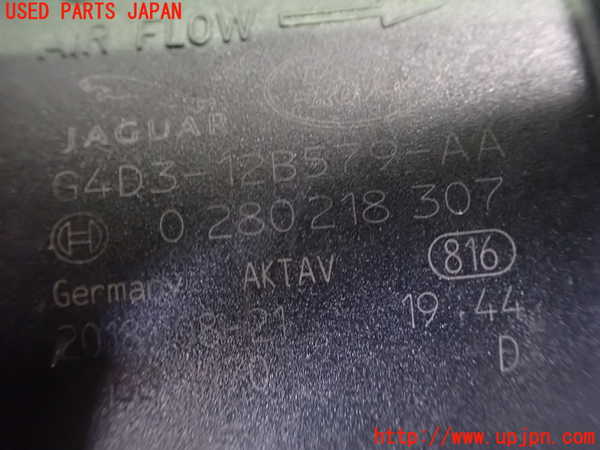 USED PARTS JAPAN
AIR FLOW
JAGUAR
G4D3-12B579-AA
0 280 218 307
Germany AKTAV 816
19.44
D
http://www.upjpn.com/